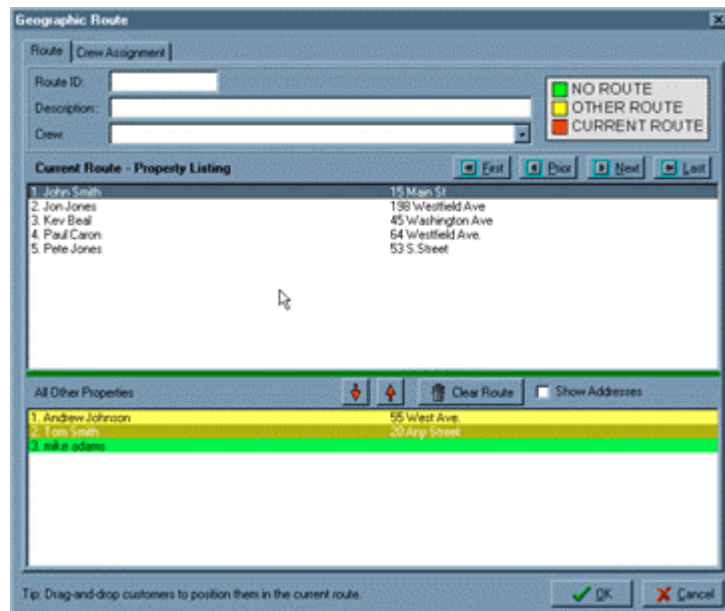 Geographic Route
Route Crew Assignment
Route ID:
NO ROUTE
Description:
OTHER ROUTE
Crew:
CURRENT ROUTE
Current Route - Property Listing First Prior Next Last
1. John Smith 15 Main St
2. Jon Jones 198 Westfield Ave
3. Kev Beal 45 Washington Ave
4. Paul Caron 64 Westfield Ave.
5. Pete Jones 53 S.Street
All Other Properties Clear Route Show Addresses
1. Andrew Johnson 55 West Ave.
2. Tom Smith 20 Any Street
3. mike adams
Tip: Drag-and-drop customers to position them in the current route. OK Cancel